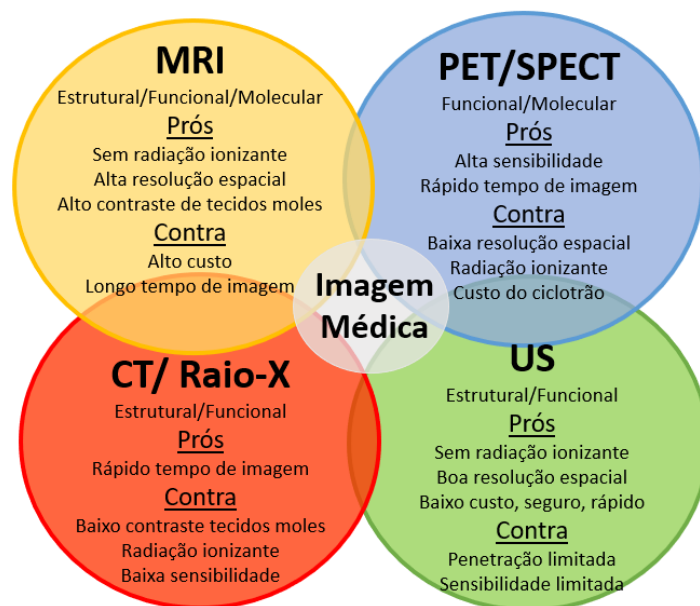 MRI
Estrutural/Funcional/Molecular
Prós
Sem radiação ionizante
Alta resolução espacial
Alto contraste de tecidos moles
Contra
Alto custo
Longo tempo de imagem
PET/SPECT
Funcional/Molecular
Prós
Alta sensibilidade
Rápido tempo de imagem
Contra
Baixa resolução espacial
Radiação ionizante
Custo do ciclotrão
Imagem
Médica
CT/ Raio-X
Estrutural/Funcional
Prós
Rápido tempo de imagem
Contra
Baixo contraste tecidos moles
Radiação ionizante
Baixa sensibilidade
US
Estrutural/Funcional
Prós
Sem radiação ionizante
Boa resolução espacial
Baixo custo, seguro, rápido
Contra
Penetração limitada
Sensibilidade limitada